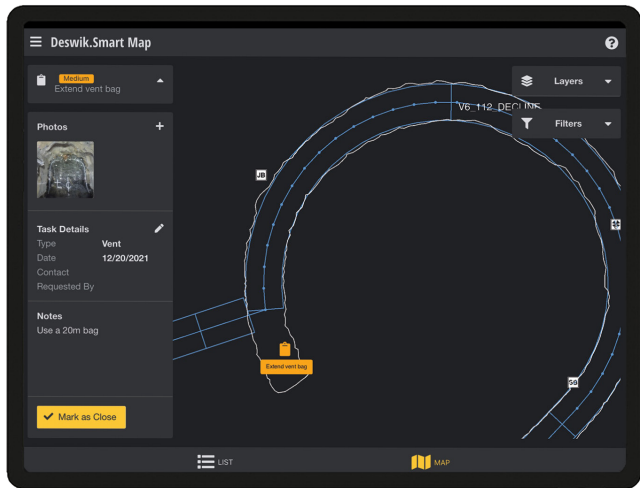 Deswik.Smart Map
Medium
Extend vent bag
Photos
Task Details
Type Vent
Date 12/20/2021
Contact
Requested By
Notes
Use a 20m bag
Mark as Close
Layers
Filters
V6_112_DECLINE
JB
SB
Extend vent bag
LIST
MAP